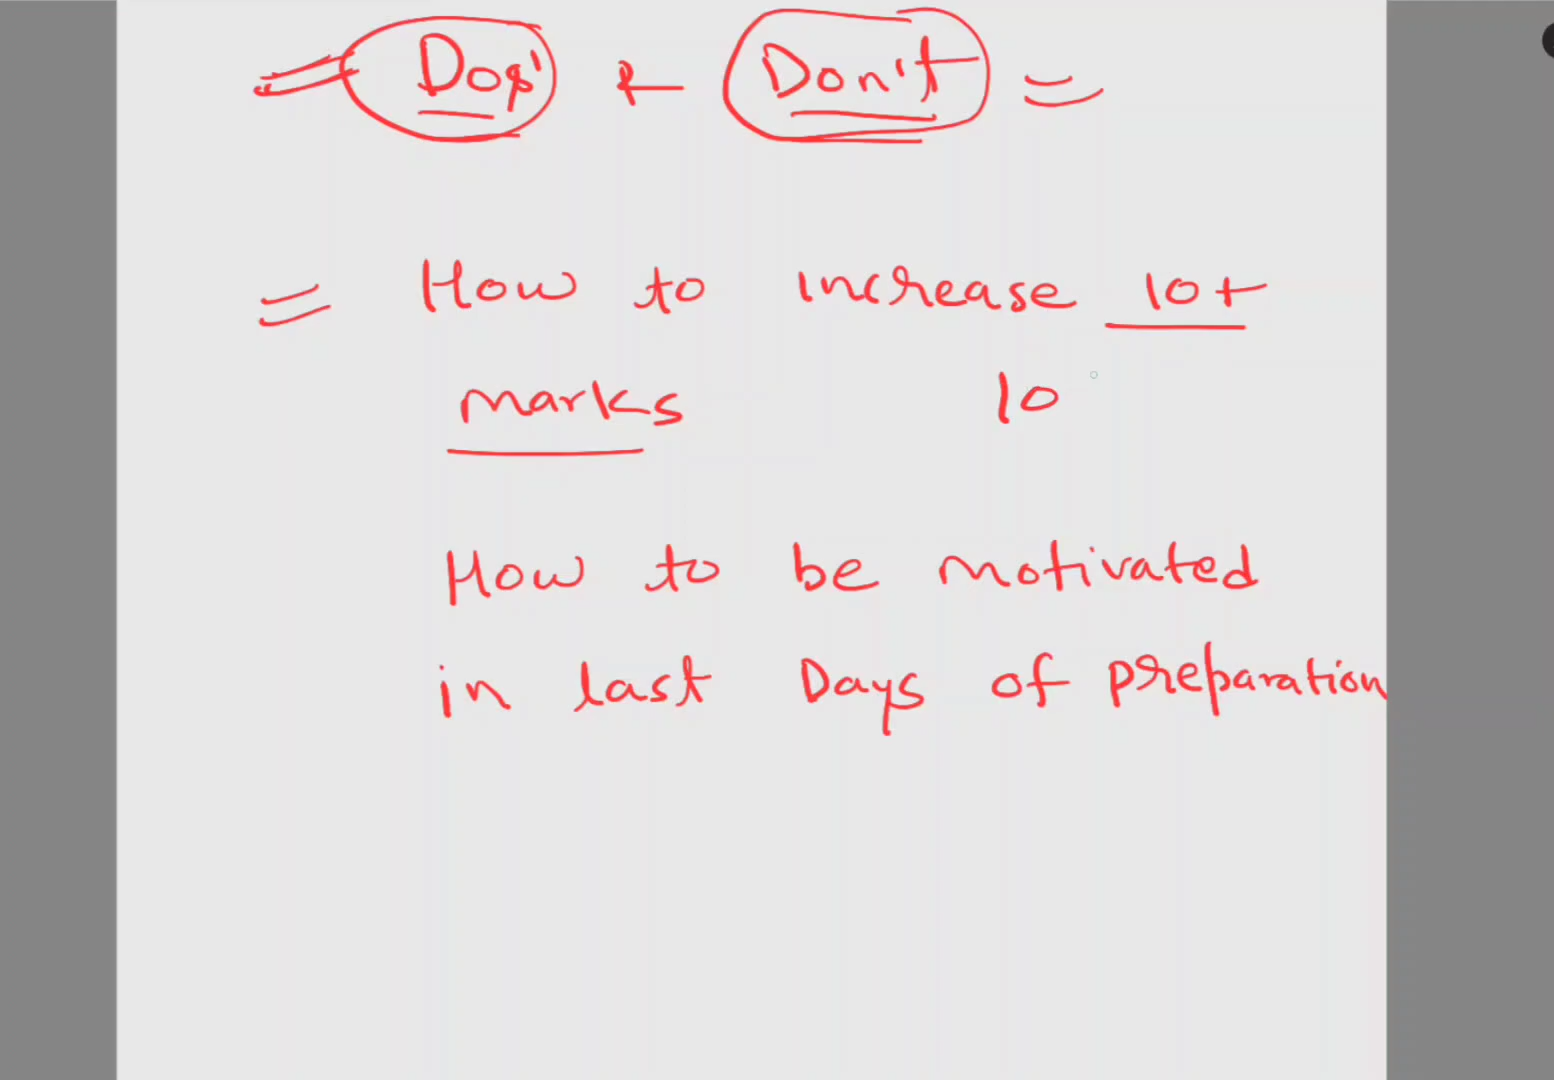 = Dos' & Don't =
= How to increase 10+
marks 10
How to be motivated
in last Days of preparation